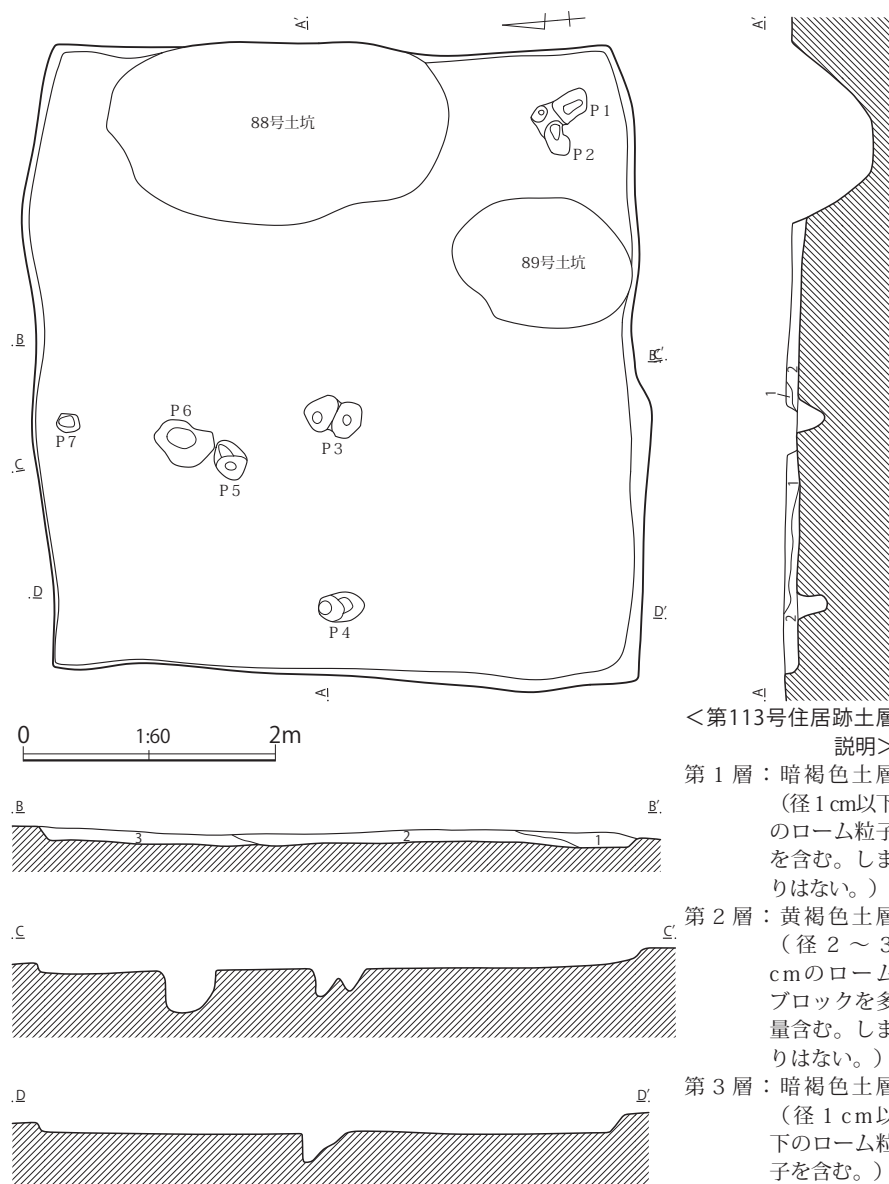 A′
A′
88号土坑
P1
P2
89号土坑
B
B′
C′
P6
P7
P3
P5
C
D
D′
P4
A
A
2
1
1
2
0
1:60
2m
<第113号住居跡土層
説明>
第1層:暗褐色土層
(径1cm以下
のローム粒子
を含む。しま
りはない。)
第2層:黄褐色土層
(径2～3
cmのローム
ブロックを多
量含む。しま
りはない。)
第3層:暗褐色土層
(径1cm以
下のローム粒
子を含む。)
B
B′
3
2
1
C
C′
D
D′